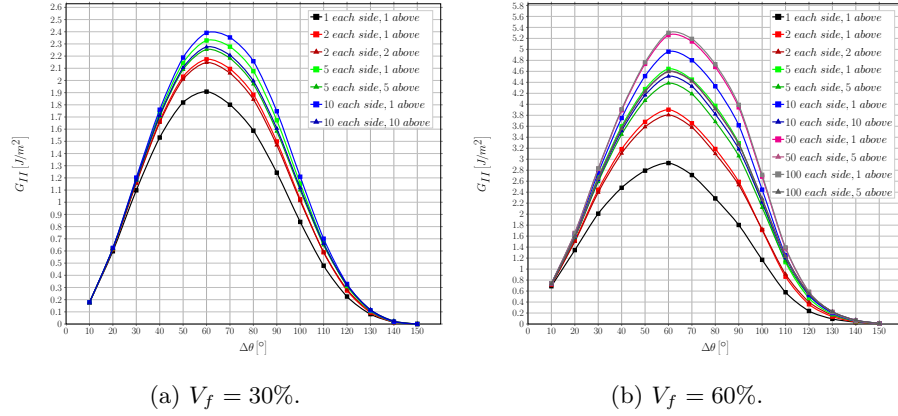 2.6
2.5
2.4
2.3
2.2
2.1
2
1.9
1.8
1.7
1.6
1.5
1.4
1.3
1.2
1.1
1
0.9
0.8
0.7
0.6
0.5
0.4
0.3
0.2
0.1
0
G_{II} [J/m²]
10 20 30 40 50 60 70 80 90 100 110 120 130 140 150
Δθ [°]
1 each side, 1 above
2 each side, 1 above
2 each side, 2 above
5 each side, 1 above
5 each side, 5 above
10 each side, 1 above
10 each side, 10 above
(a) V_f = 30%.
5.8
5.6
5.4
5.2
5
4.8
4.6
4.4
4.2
4
3.8
3.6
3.4
3.2
3
2.8
2.6
2.4
2.2
2
1.8
1.6
1.4
1.2
1
0.8
0.6
0.4
0.2
0
G_{II} [J/m²]
10 20 30 40 50 60 70 80 90 100 110 120 130 140 150
Δθ [°]
1 each side, 1 above
2 each side, 1 above
2 each side, 2 above
5 each side, 1 above
5 each side, 5 above
10 each side, 1 above
10 each side, 10 above
50 each side, 1 above
50 each side, 5 above
100 each side, 1 above
100 each side, 5 above
(b) V_f = 60%.